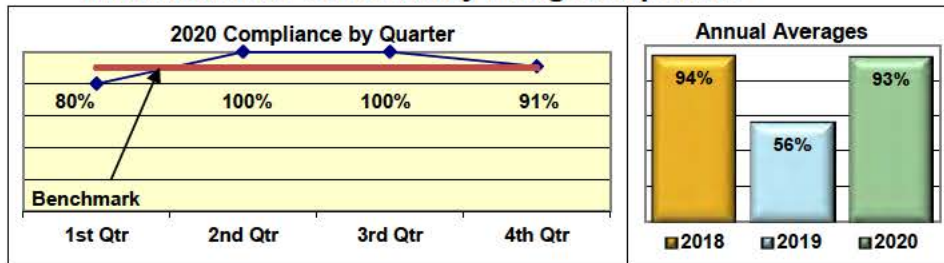 2020 Compliance by Quarter
80%
100%
100%
91%
Benchmark
1st Qtr
2nd Qtr
3rd Qtr
4th Qtr
Annual Averages
94%
56%
93%
2018
2019
2020